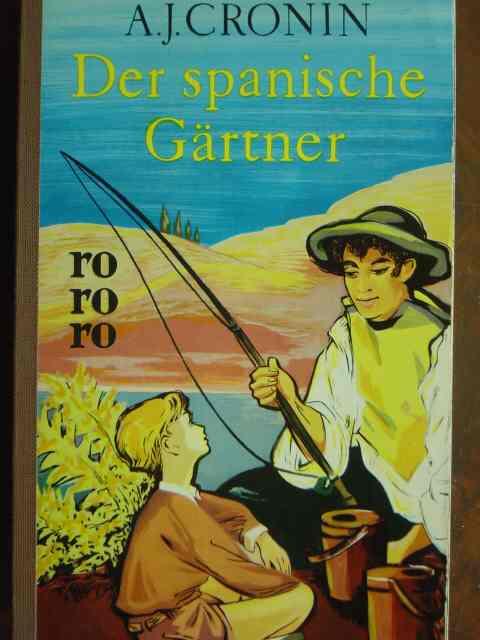 A.J.CRONIN
Der spanische
Gärtner
ro
ro
ro